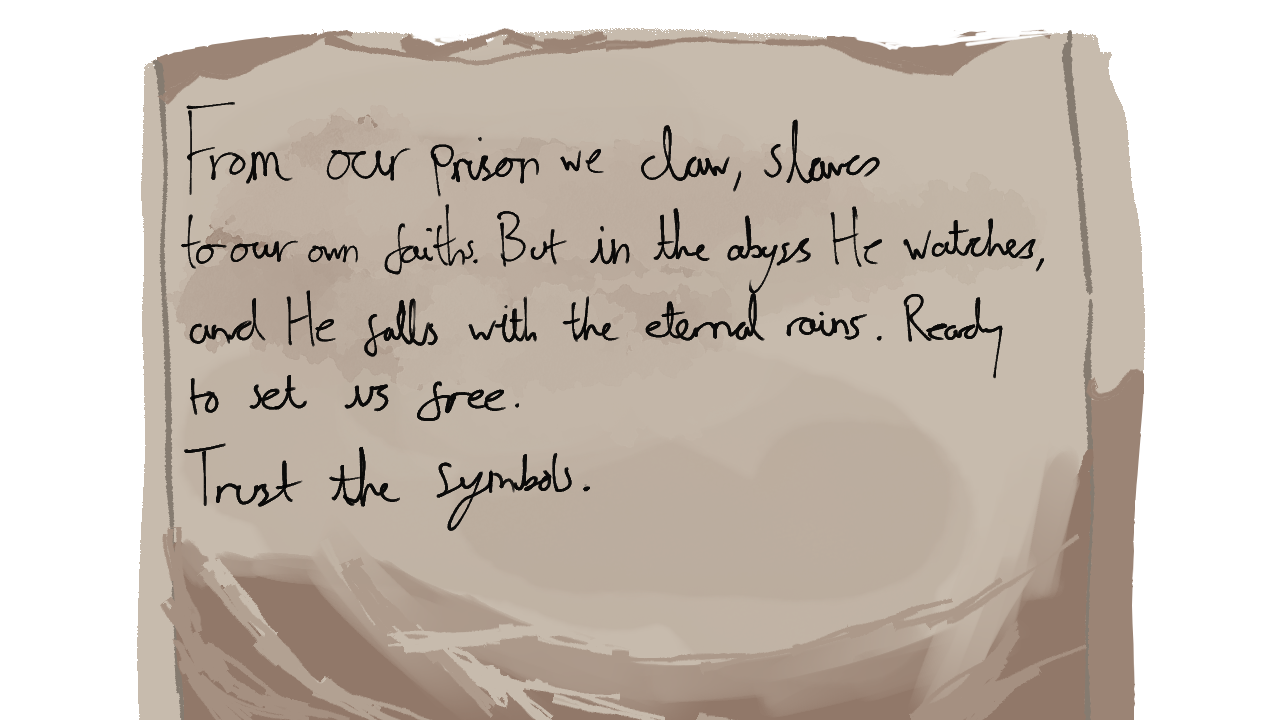 From our prison we claw, slaves
to our own faiths. But in the abyss He watches,
and He falls with the eternal rains. Ready
to set us free.
Trust the symbols.